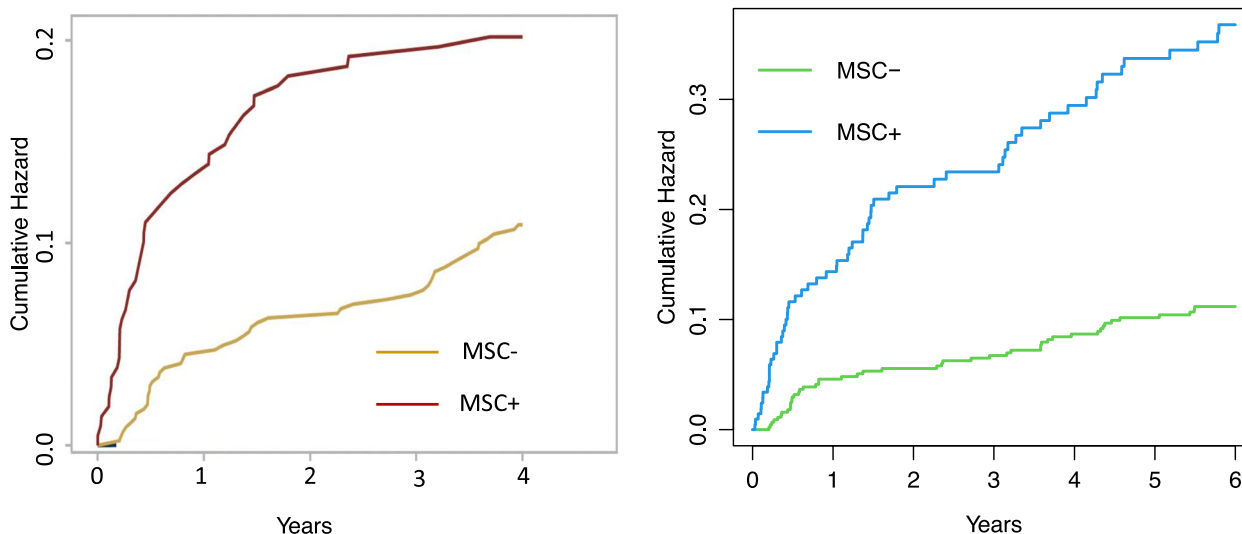 Cumulative Hazard
0.2
0.1
0.0
MSC-
MSC+
0 1 2 3 4
Years
Cumulative Hazard
0.3
0.2
0.1
0.0
MSC−
MSC+
0 1 2 3 4 5 6
Years